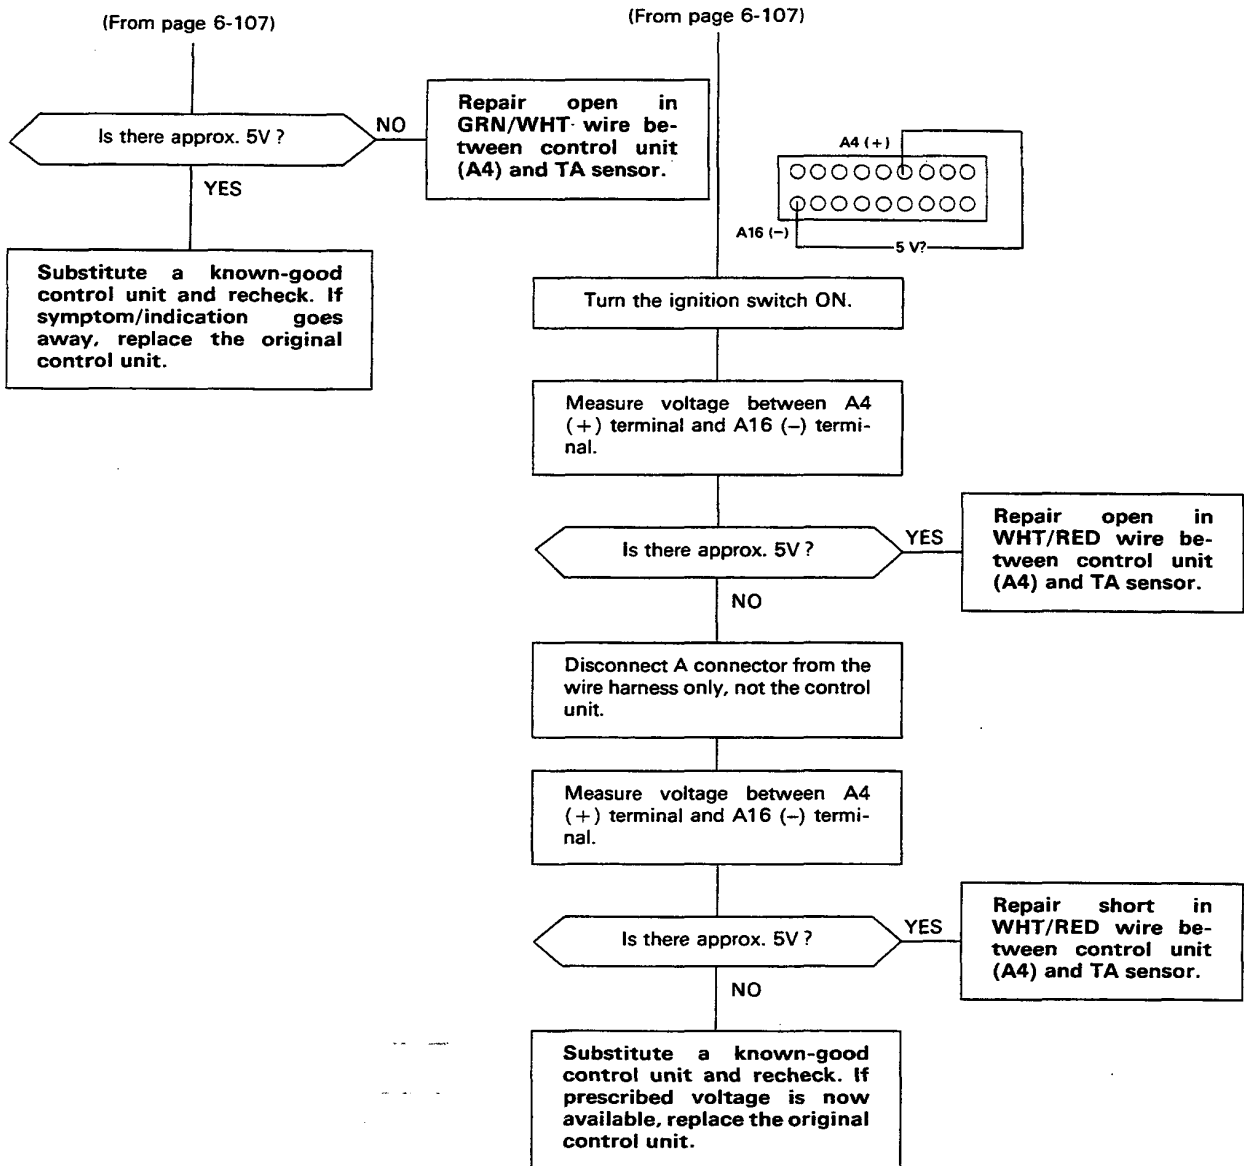 (From page 6-107)
Is there approx. 5V ?
NO
Repair open in
GRN/WHT wire be-
tween control unit
(A4) and TA sensor.
YES
Substitute a known-good
control unit and recheck. If
symptom/indication goes
away, replace the original
control unit.
(From page 6-107)
A4 (+)
A16 (–)
5 V?
Turn the ignition switch ON.
Measure voltage between A4
(+) terminal and A16 (–) termi-
nal.
Is there approx. 5V ?
YES
Repair open in
WHT/RED wire be-
tween control unit
(A4) and TA sensor.
NO
Disconnect A connector from the
wire harness only, not the control
unit.
Measure voltage between A4
(+) terminal and A16 (–) termi-
nal.
Is there approx. 5V ?
YES
Repair short in
WHT/RED wire be-
tween control unit
(A4) and TA sensor.
NO
Substitute a known-good
control unit and recheck. If
prescribed voltage is now
available, replace the original
control unit.